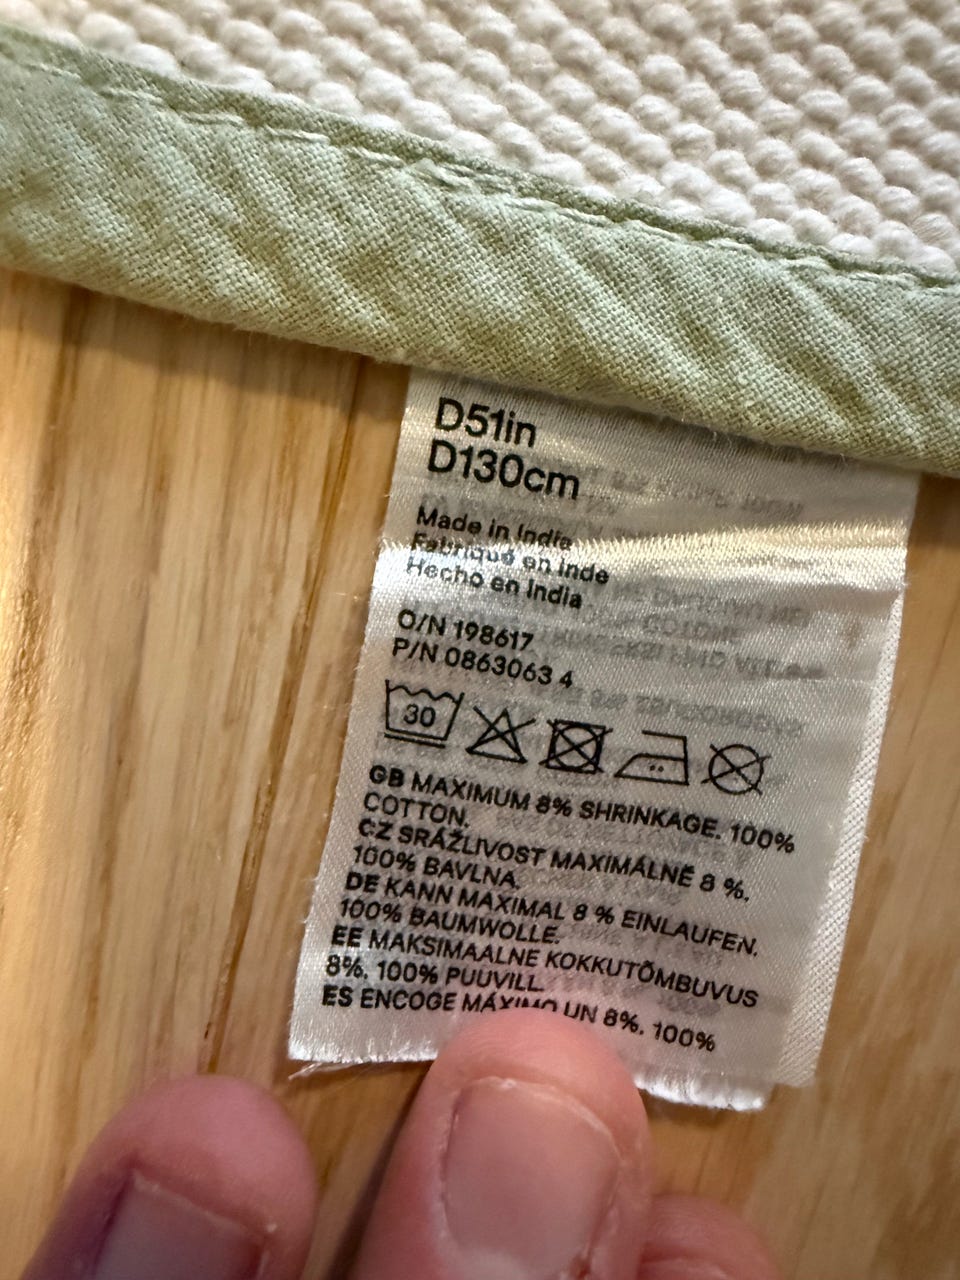 D51in
D130cm
Made in India
Fabriqué en Inde
Hecho en India
O/N 198617
P/N 0863063 4
30
GB MAXIMUM 8% SHRINKAGE. 100%
COTTON.
CZ SRÁŽLIVOST MAXIMÁLNĚ 8 %.
100% BAVLNA.
DE KANN MAXIMAL 8 % EINLAUFEN.
100% BAUMWOLLE.
EE MAKSIMAALNE KOKKUTÕMBUVUS
8%. 100% PUUVILL.
ES ENCOGE MÁXIMO UN 8%. 100%